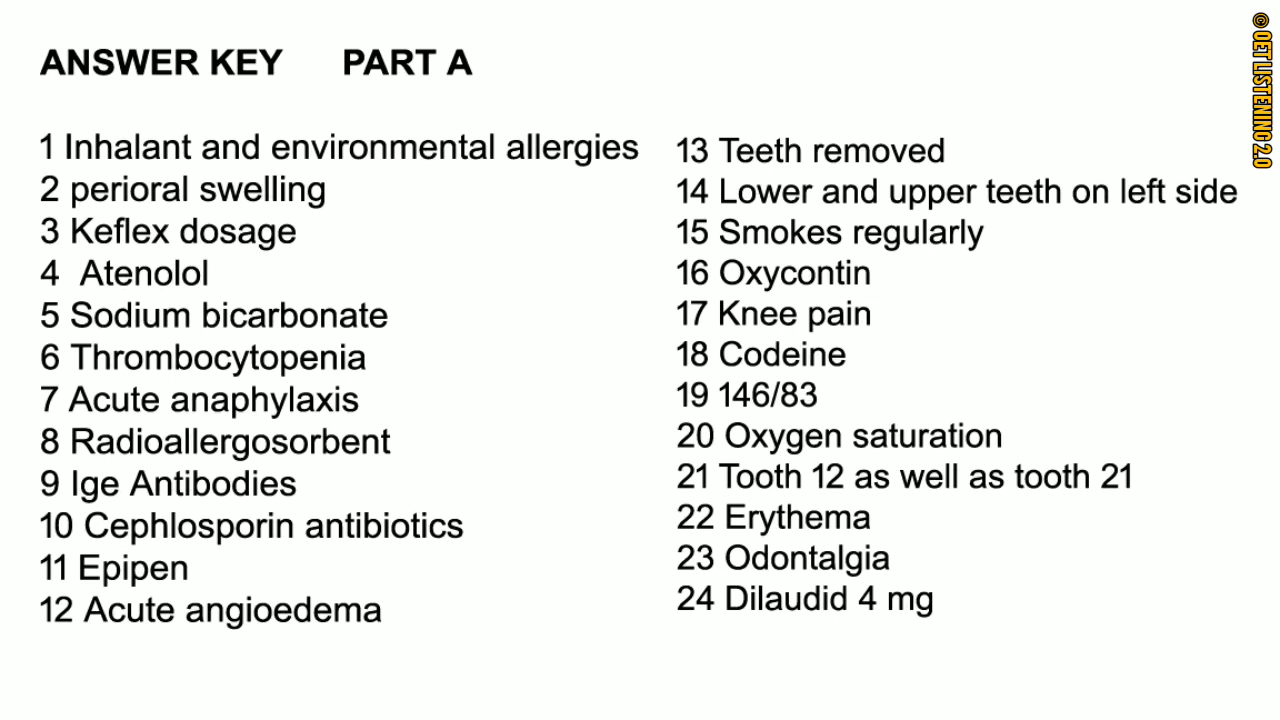 ANSWER KEY PART A
1 Inhalant and environmental allergies
2 perioral swelling
3 Keflex dosage
4 Atenolol
5 Sodium bicarbonate
6 Thrombocytopenia
7 Acute anaphylaxis
8 Radioallergosorbent
9 Ige Antibodies
10 Cephlosporin antibiotics
11 Epipen
12 Acute angioedema
13 Teeth removed
14 Lower and upper teeth on left side
15 Smokes regularly
16 Oxycontin
17 Knee pain
18 Codeine
19 146/83
20 Oxygen saturation
21 Tooth 12 as well as tooth 21
22 Erythema
23 Odontalgia
24 Dilaudid 4 mg
© OET LISTENING 2.0